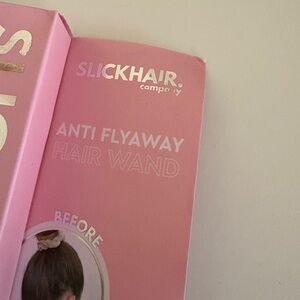 SLICKHAIR.
company
ANTI FLYAWAY
HAIR WAND
BEFORE